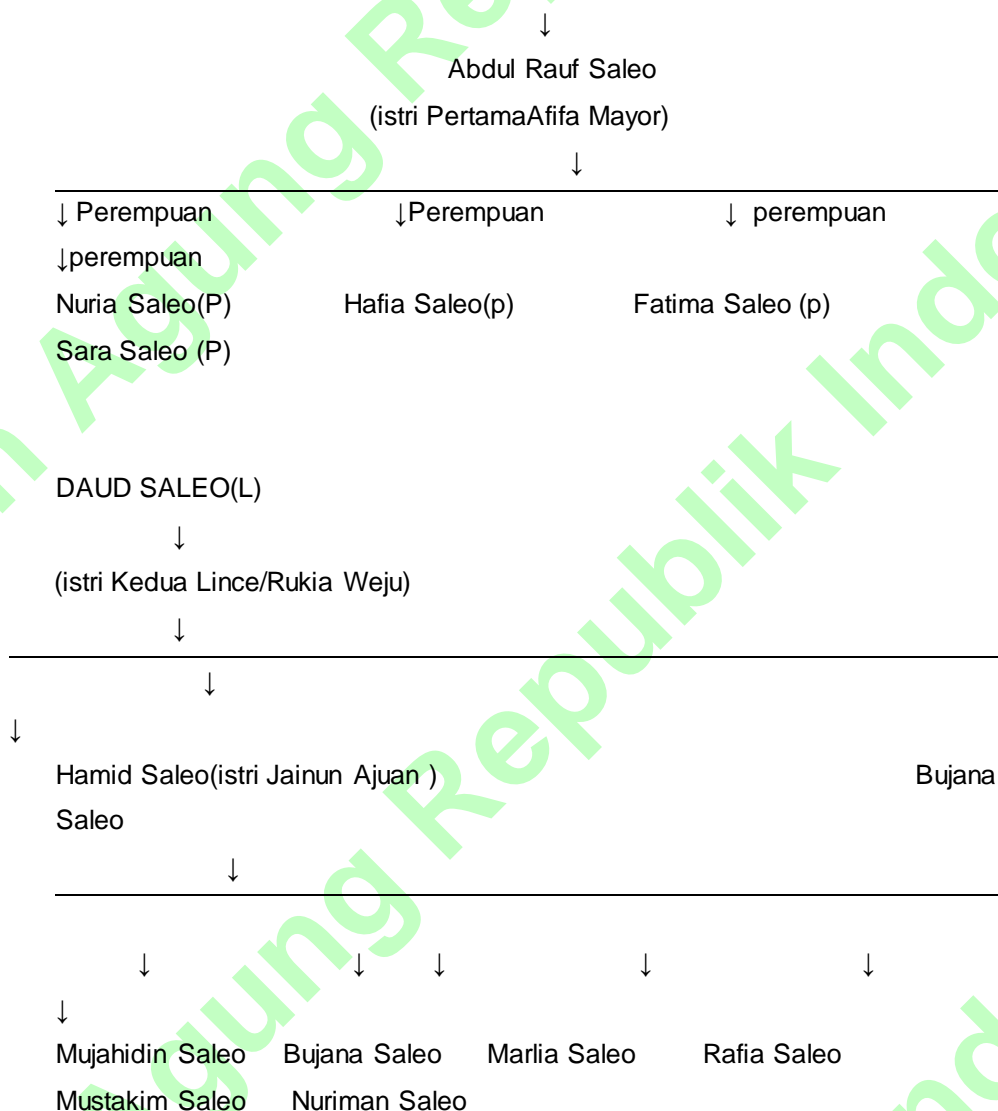 ↓
Abdul Rauf Saleo
(istri PertamaAfifa Mayor)
↓
↓ Perempuan ↓Perempuan ↓ perempuan
↓perempuan
Nuria Saleo(P) Hafia Saleo(p) Fatima Saleo (p)
Sara Saleo (P)
DAUD SALEO(L)
↓
(istri Kedua Lince/Rukia Weju)
↓
↓
↓
Hamid Saleo(istri Jainun Ajuan ) Bujana
Saleo
↓
↓ ↓ ↓ ↓ ↓
↓
Mujahidin Saleo Bujana Saleo Marlia Saleo Rafia Saleo
Mustakim Saleo Nuriman Saleo